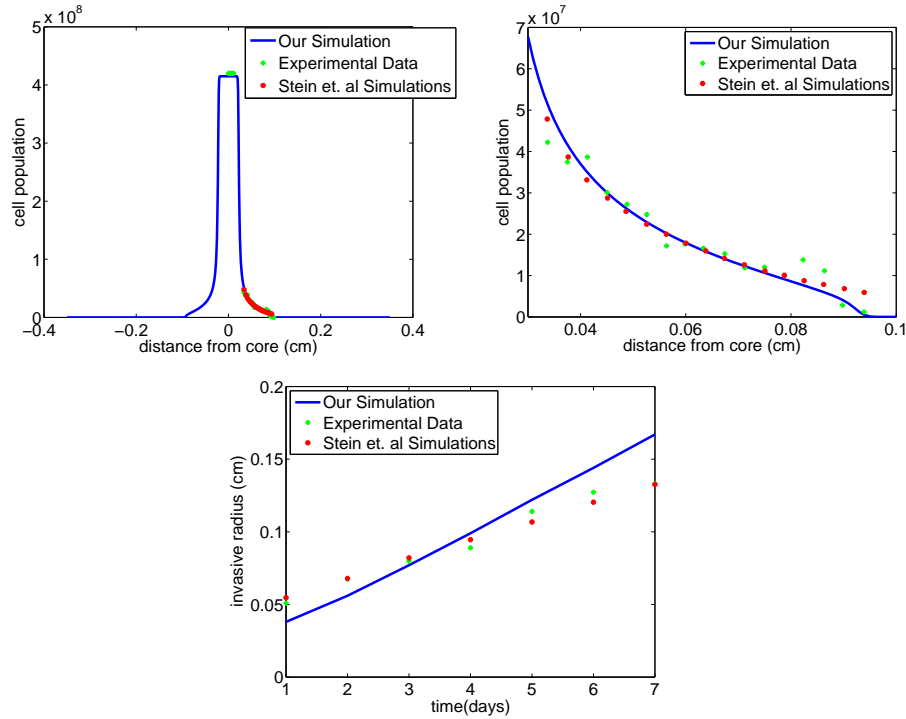 5 x 10^8
4
3
2
1
0
−0.4 −0.2 0 0.2 0.4
cell population
distance from core (cm)
Our Simulation
Experimental Data
Stein et. al Simulations
7 x 10^7
6
5
4
3
2
1
0
0.04 0.06 0.08 0.1
cell population
distance from core (cm)
Our Simulation
Experimental Data
Stein et. al Simulations
0.2
0.15
0.1
0.05
0
1 2 3 4 5 6 7
invasive radius (cm)
time(days)
Our Simulation
Experimental Data
Stein et. al Simulations